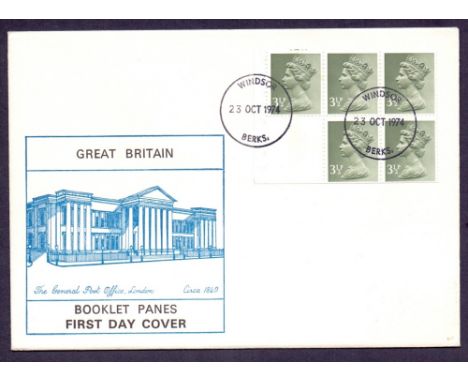 WINDSOR
23 OCT 1974
BERKS.
3½
3½
3½
3½
3½
WINDSOR
23 OCT 1974
BERKS.
GREAT BRITAIN
The General Post Office, London Circa 1840
BOOKLET PANES
FIRST DAY COVER